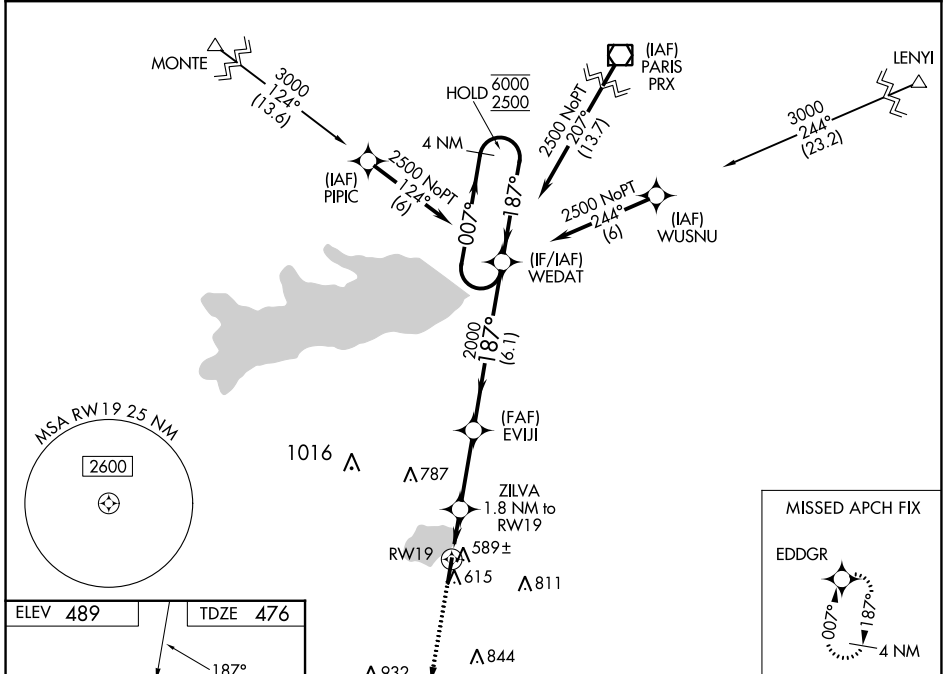 MONTE
3000
124°
(13.6)
(IAF)
PIPIC
2500 NoPT
124°
(6)
HOLD
6000
2500
4 NM
007°
187°
(IAF)
PARIS
PRX
2500 NoPT
207°
(13.7)
LENYI
3000
244°
(23.2)
2500 NoPT
244°
(6)
(IAF)
WUSNU
(IF/IAF)
WEDAT
2000
187°
(6.1)
(FAF)
EVIJI
MSA RW19 25 NM
2600
1016
787
ZILVA
1.8 NM to
RW19
RW19
589±
615
811
844
932
MISSED APCH FIX
EDDGR
007°
187°
4 NM
ELEV 489
TDZE 476
187°